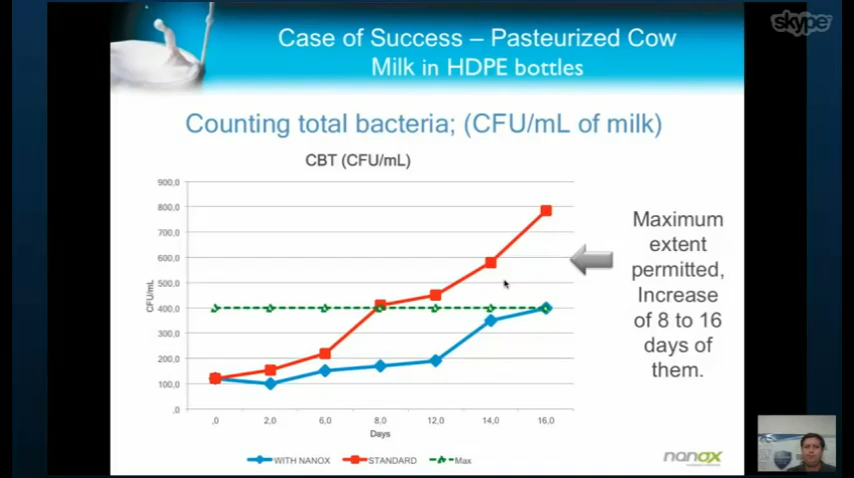 skype
Case of Success – Pasteurized Cow
Milk in HDPE bottles
Counting total bacteria; (CFU/mL of milk)
CBT (CFU/mL)
900,0
800,0
700,0
600,0
500,0
400,0
300,0
200,0
100,0
,0
CFU/mL
,0 2,0 6,0 8,0 12,0 14,0 16,0
Days
WITH NANOX STANDARD Max
Maximum
extent
permitted,
Increase
of 8 to 16
days of
them.
nanox